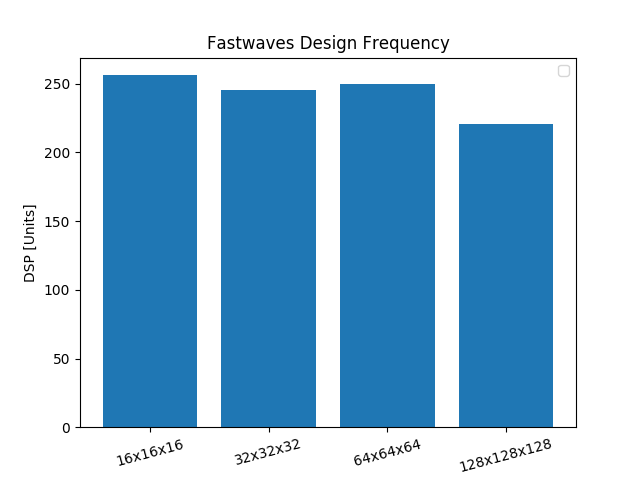 Fastwaves Design Frequency
DSP [Units]
250
200
150
100
50
0
16x16x16
32x32x32
64x64x64
128x128x128